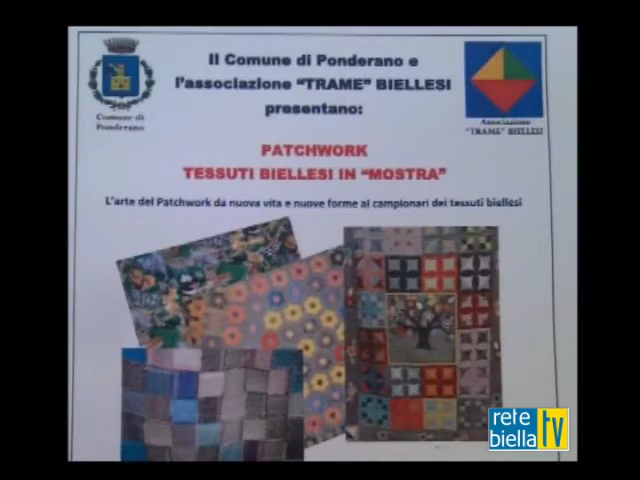 Il Comune di Ponderano e
l'associazione "TRAME" BIELLESI
presentano:
Comune di
Ponderano
Associazione
"TRAME" BIELLESI
PATCHWORK
TESSUTI BIELLESI IN "MOSTRA"
L'arte del Patchwork da nuova vita e nuove forme ai campionari dei tessuti biellesi
rete
biella
tv